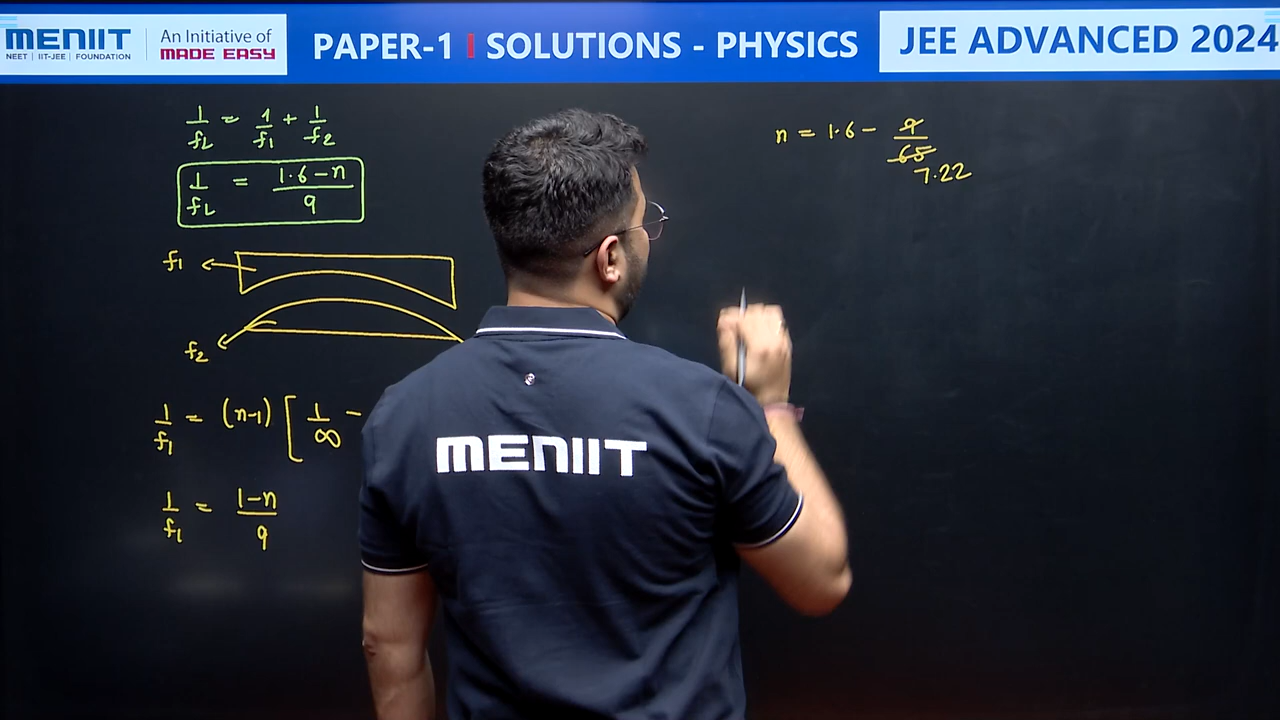 MENIIT
NEET | IIT-JEE | FOUNDATION
An Initiative of
MADE EASY
PAPER-1 I SOLUTIONS - PHYSICS
JEE ADVANCED 2024
1/fL = 1/f1 + 1/f2
1/fL = (1.6-n)/9
f1
f2
1/f1 = (n-1) [ 1/∞ -
1/f1 = (1-n)/9
n = 1.6 - 9/65
7.22
MENIIT